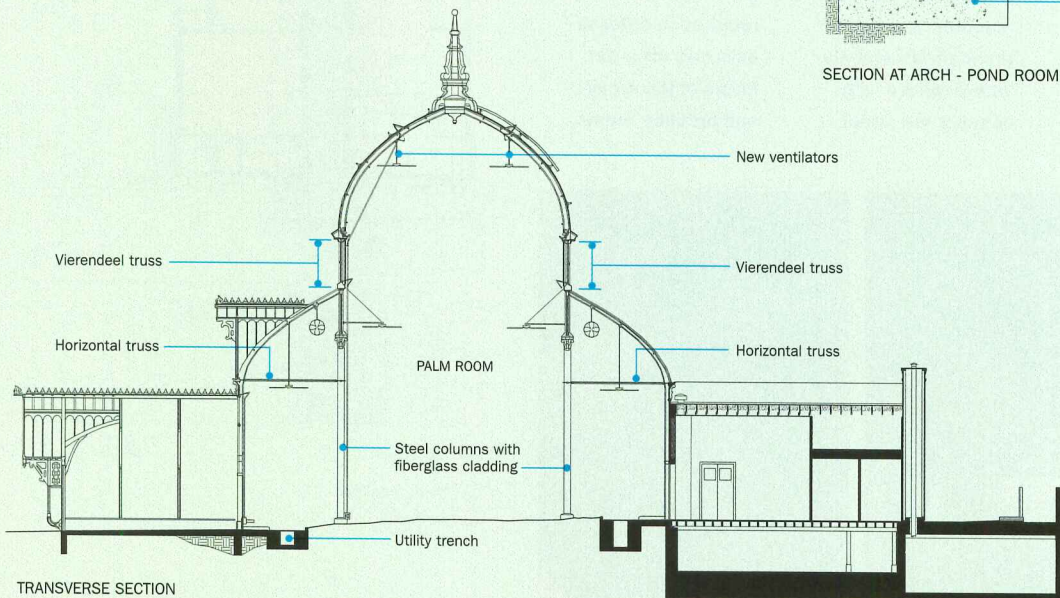 SECTION AT ARCH - POND ROOM
New ventilators
Vierendeel truss
Vierendeel truss
Horizontal truss
Horizontal truss
PALM ROOM
Steel columns with
fiberglass cladding
Utility trench
TRANSVERSE SECTION